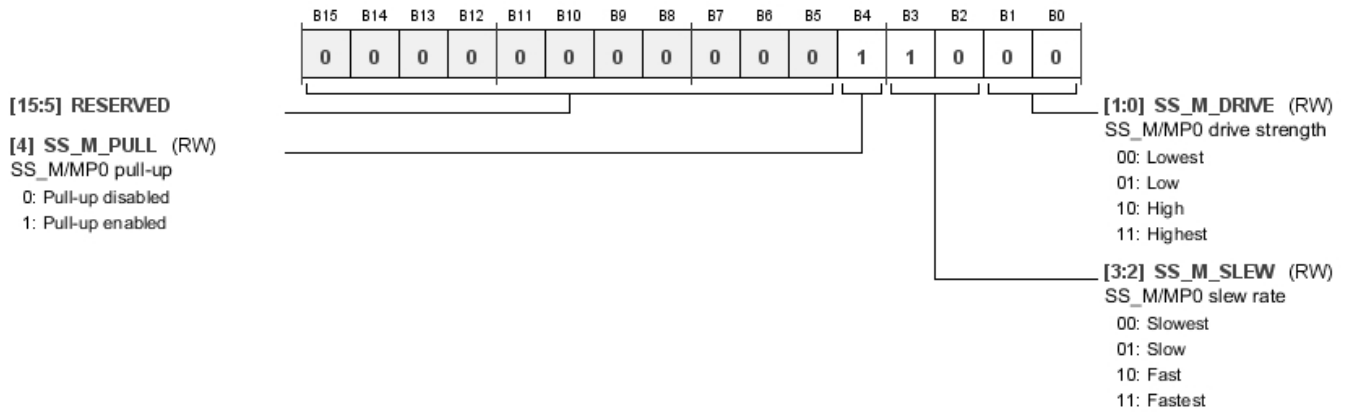 B15 B14 B13 B12 B11 B10 B9 B8 B7 B6 B5 B4 B3 B2 B1 B0
0 0 0 0 0 0 0 0 0 0 0 1 1 0 0 0
[15:5] RESERVED
[4] SS_M_PULL (RW)
SS_M/MP0 pull-up
0: Pull-up disabled
1: Pull-up enabled
[1:0] SS_M_DRIVE (RW)
SS_M/MP0 drive strength
00: Lowest
01: Low
10: High
11: Highest
[3:2] SS_M_SLEW (RW)
SS_M/MP0 slew rate
00: Slowest
01: Slow
10: Fast
11: Fastest